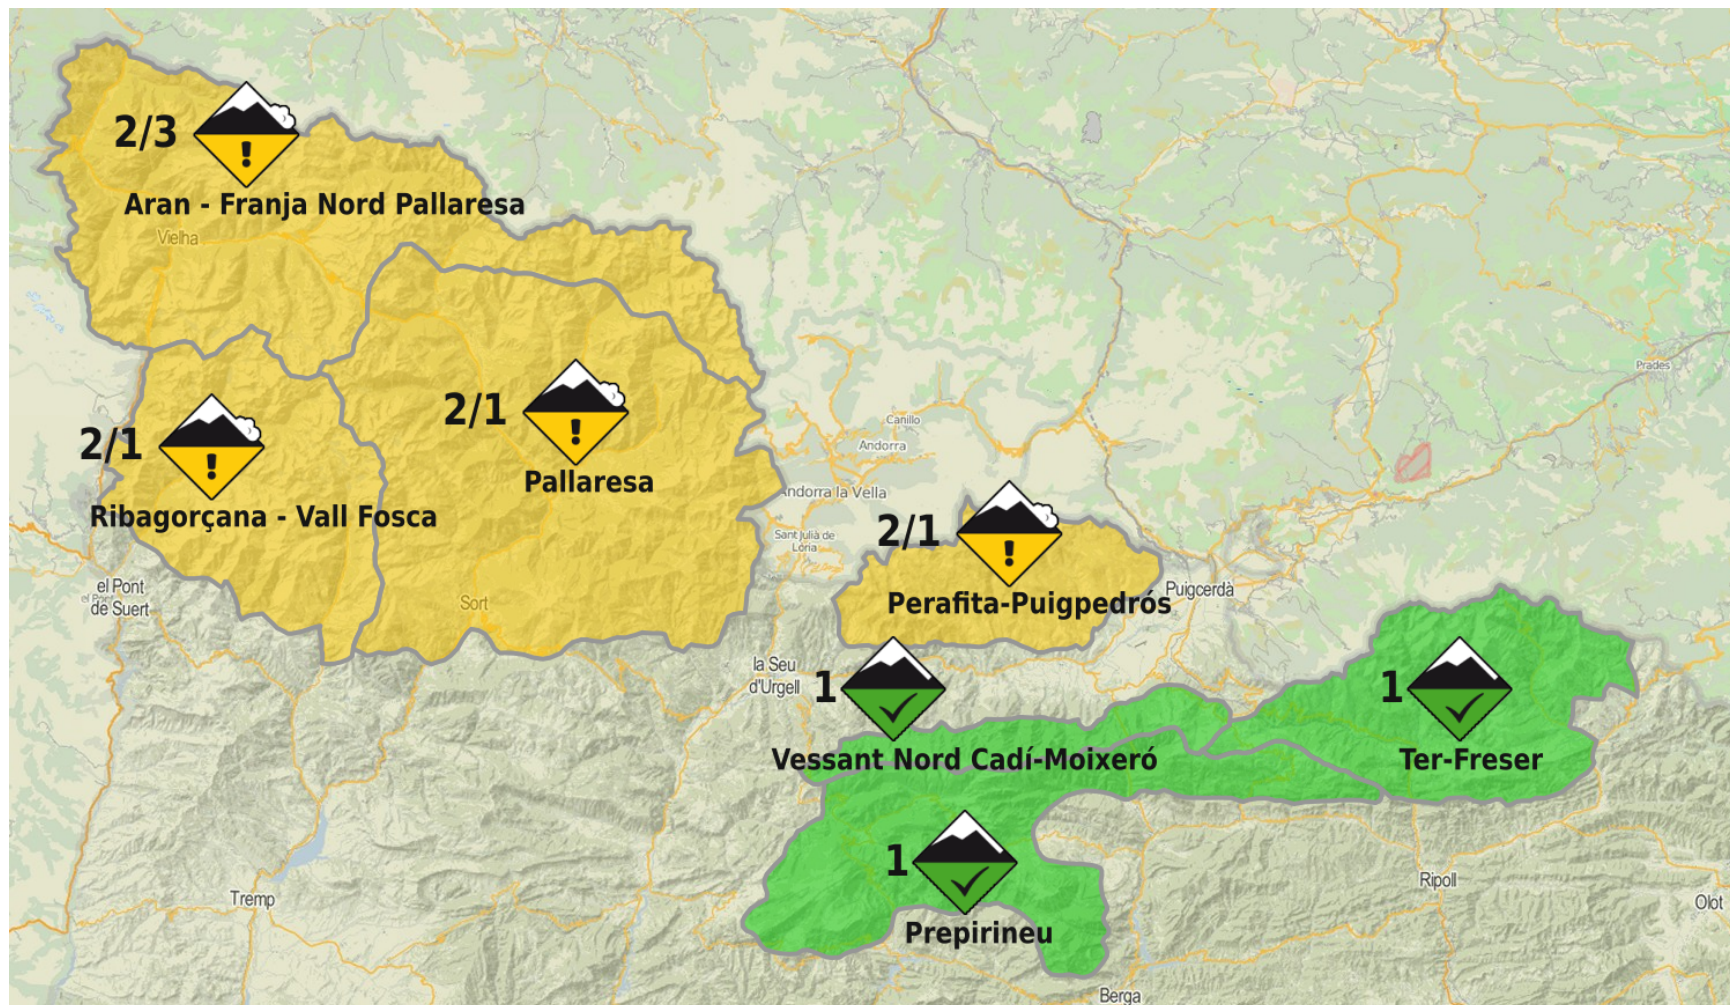 2/3
!
Aran - Franja Nord Pallaresa
Vielha
2/1
!
Pallaresa
2/1
!
Ribagorçana - Vall Fosca
Prades
Canillo
Andorra
Andorra la Vella
Sant Julià de
Lòria
2/1
!
Perafita-Puigpedrós
Puigcerdà
el Pont
de Suert
Sort
la Seu
d'Urgell
1
Vessant Nord Cadí-Moixeró
1
Ter-Freser
1
Prepirineu
Tremp
Ripoll
Olot
Berga